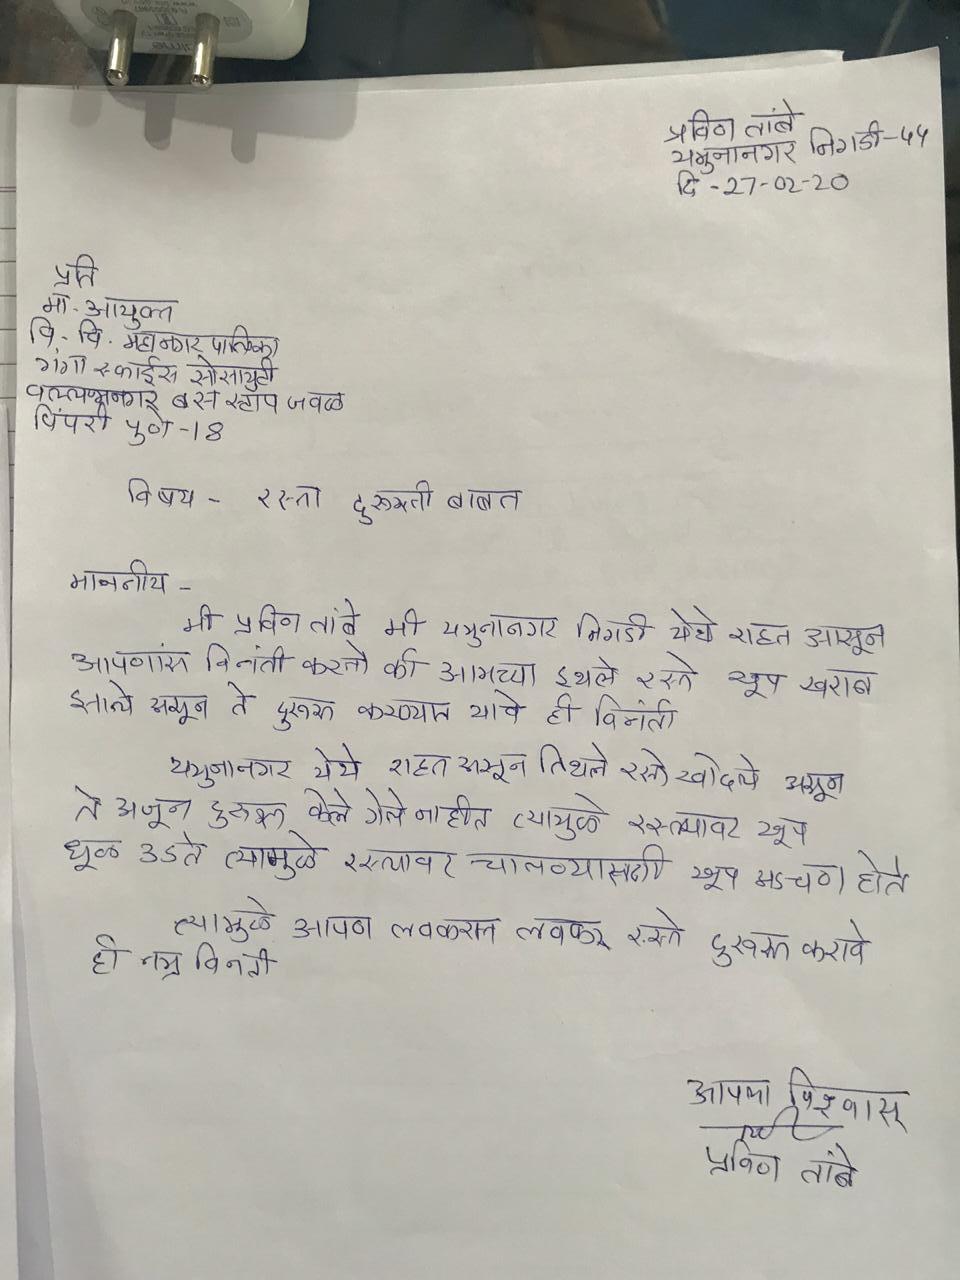 प्रविण तांबे
यमुनानगर निगडी-५५
दि -27-02-20
प्रति
मा. आयुक्त
पि. चि. महानगर पालिका
गंगा स्काईस सोसायटी
वल्लभनगर बस स्टॉप जवळ
पिंपरी पुणे -18
विषय - रस्ता दुरूस्ती बाबत
माननीय -
मी प्रविण तांबे मी यमुनानगर निगडी येथे राहत आसून
आपणांस विनंती करतो की आमच्या इथले रस्ते खूप खराब
झाले असून ते दुरूस्त करण्यात यावे ही विनंती
यमुनानगर येथे राहत असून तिथले रस्ते खोदले असून
ते अजून दुरूस्त केले गेले नाहीत त्यामुळे रस्त्यावर खूप
धूळ उडते त्यामुळे रस्त्यावर चालण्यासाठी खूप अडचण होते
त्यामुळे आपण लवकरात लवकर रस्ते दुरूस्त करावे
ही नम्र विनंती
आपला विश्वासू
प्रविण तांबे